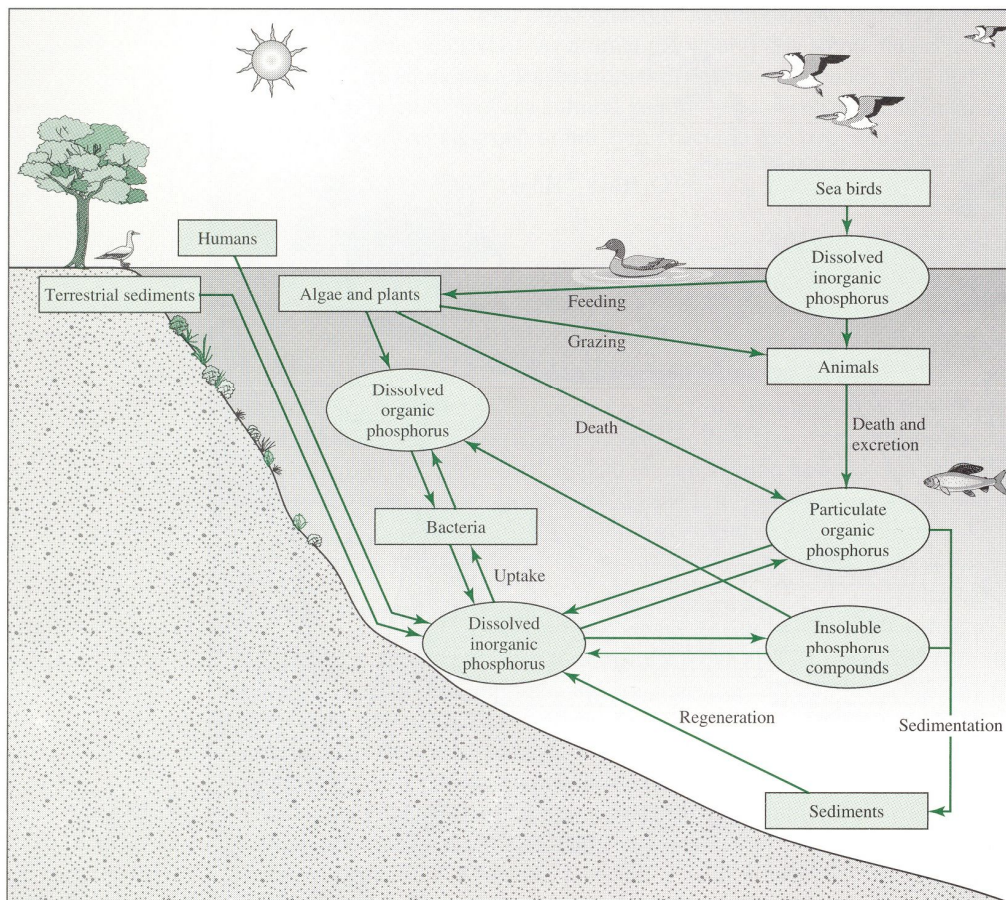 Sea birds
Humans
Dissolved
inorganic
phosphorus
Terrestrial sediments
Algae and plants
Feeding
Grazing
Animals
Dissolved
organic
phosphorus
Death
Death and
excretion
Particulate
organic
phosphorus
Bacteria
Uptake
Dissolved
inorganic
phosphorus
Insoluble
phosphorus
compounds
Regeneration
Sedimentation
Sediments